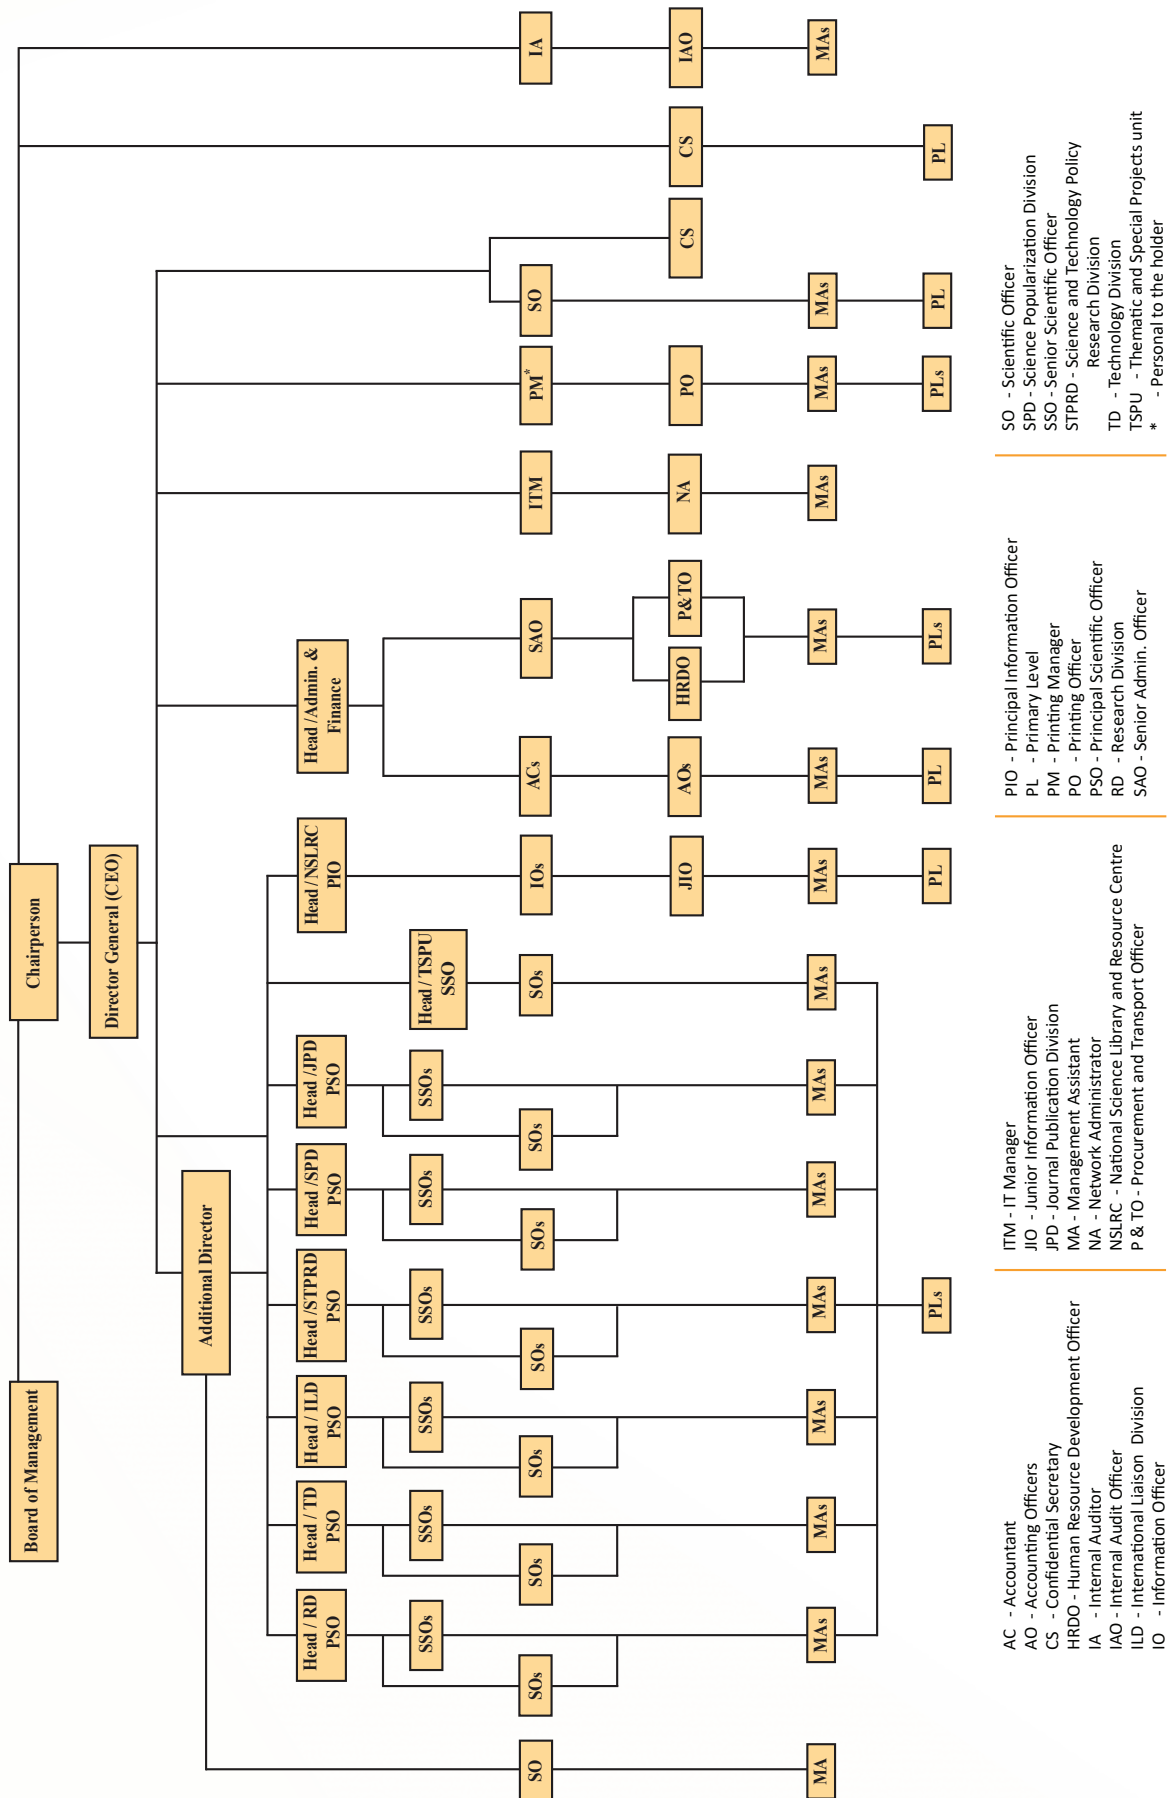 Board of Management
Chairperson
Director General (CEO)
Additional Director
Head / RD
PSO
Head / TD
PSO
Head / ILD
PSO
Head /STPRD
PSO
Head /SPD
PSO
Head /JPD
PSO
Head / NSLRC
PIO
Head /Admin. &
Finance
SSOs
SSOs
SSOs
SSOs
SSOs
SSOs
Head / TSPU
SSO
SO
SOs
SOs
SOs
SOs
SOs
SOs
SOs
IOs
ACs
SAO
ITM
PM*
SO
IA
JIO
AOs
HRDO
P&TO
NA
PO
CS
CS
IAO
MA
MAs
MAs
MAs
MAs
MAs
MAs
MAs
MAs
MAs
MAs
MAs
MAs
MAs
MAs
PLs
PL
PL
PLs
PLs
PL
PL
AC - Accountant
AO - Accounting Officers
CS - Confidential Secretary
HRDO - Human Resource Development Officer
IA - Internal Auditor
IAO - Internal Audit Officer
ILD - International Liaison Division
IO - Information Officer
ITM - IT Manager
JIO - Junior Information Officer
JPD - Journal Publication Division
MA - Management Assistant
NA - Network Administrator
NSLRC - National Science Library and Resource Centre
P & TO - Procurement and Transport Officer
PIO - Principal Information Officer
PL - Primary Level
PM - Printing Manager
PO - Printing Officer
PSO - Principal Scientific Officer
RD - Research Division
SAO - Senior Admin. Officer
SO - Scientific Officer
SPD - Science Popularization Division
SSO - Senior Scientific Officer
STPRD - Science and Technology Policy
Research Division
TD - Technology Division
TSPU - Thematic and Special Projects unit
* - Personal to the holder